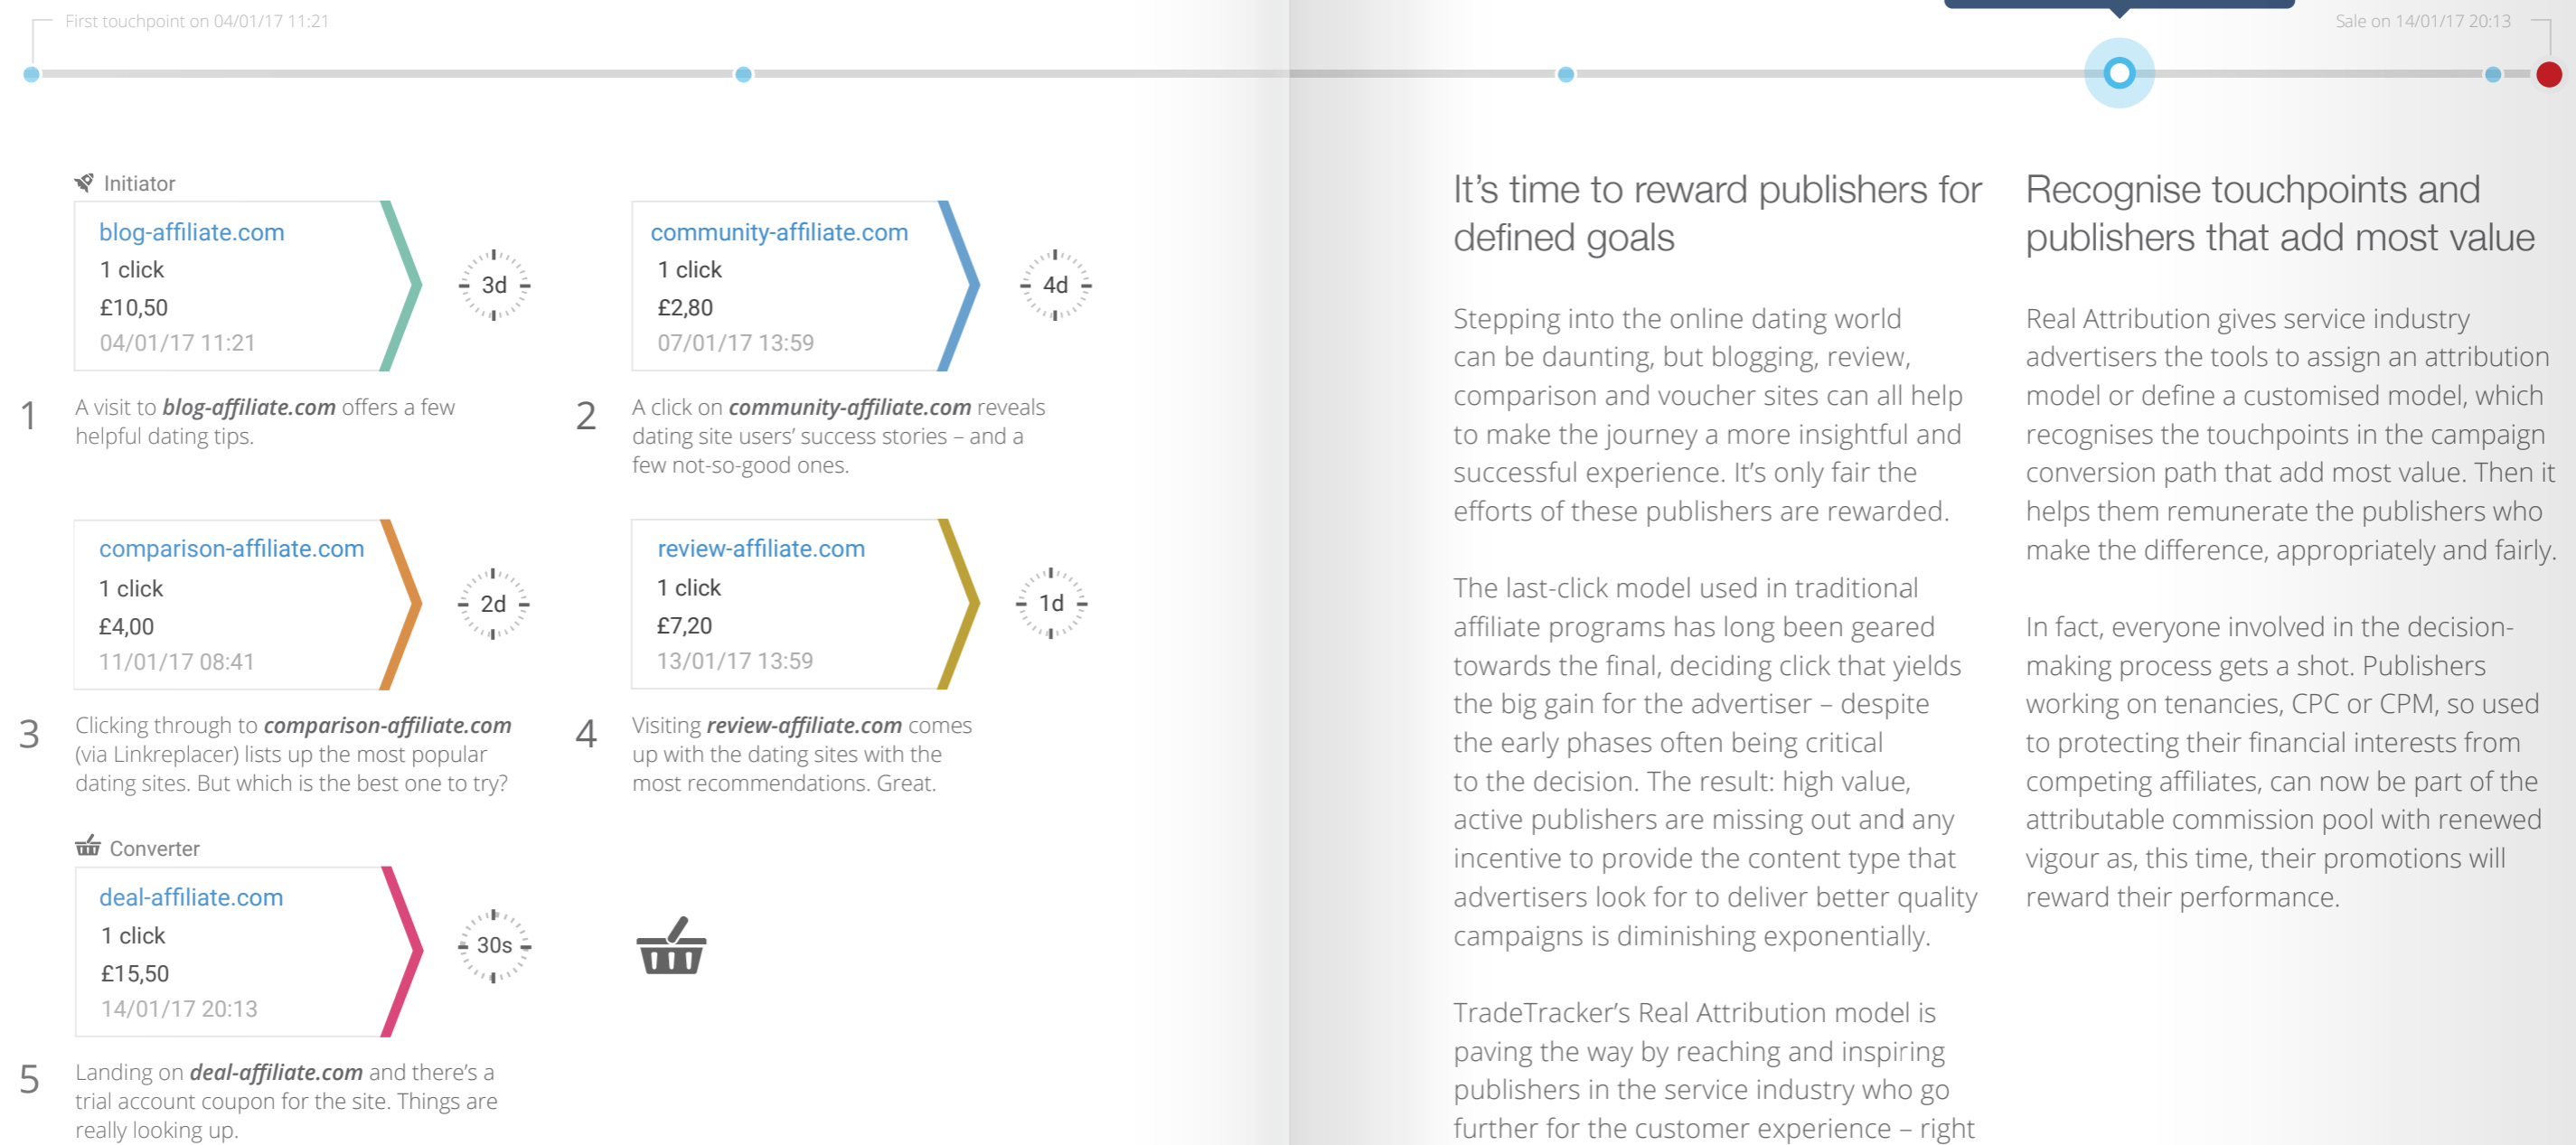 First touchpoint on 04/01/17 11:21
Sale on 14/01/17 20:13
Initiator
blog-affiliate.com
1 click
£10,50
04/01/17 11:21
3d
1
A visit to blog-affiliate.com offers a few
helpful dating tips.
community-affiliate.com
1 click
£2,80
07/01/17 13:59
4d
2
A click on community-affiliate.com reveals
dating site users’ success stories – and a
few not-so-good ones.
comparison-affiliate.com
1 click
£4,00
11/01/17 08:41
2d
3
Clicking through to comparison-affiliate.com
(via Linkreplacer) lists up the most popular
dating sites. But which is the best one to try?
review-affiliate.com
1 click
£7,20
13/01/17 13:59
1d
4
Visiting review-affiliate.com comes
up with the dating sites with the
most recommendations. Great.
Converter
deal-affiliate.com
1 click
£15,50
14/01/17 20:13
30s
5
Landing on deal-affiliate.com and there’s a
trial account coupon for the site. Things are
really looking up.
It’s time to reward publishers for
defined goals
Stepping into the online dating world
can be daunting, but blogging, review,
comparison and voucher sites can all help
to make the journey a more insightful and
successful experience. It’s only fair the
efforts of these publishers are rewarded.
The last-click model used in traditional
affiliate programs has long been geared
towards the final, deciding click that yields
the big gain for the advertiser – despite
the early phases often being critical
to the decision. The result: high value,
active publishers are missing out and any
incentive to provide the content type that
advertisers look for to deliver better quality
campaigns is diminishing exponentially.
TradeTracker’s Real Attribution model is
paving the way by reaching and inspiring
publishers in the service industry who go
further for the customer experience – right
Recognise touchpoints and
publishers that add most value
Real Attribution gives service industry
advertisers the tools to assign an attribution
model or define a customised model, which
recognises the touchpoints in the campaign
conversion path that add most value. Then it
helps them remunerate the publishers who
make the difference, appropriately and fairly.
In fact, everyone involved in the decision-
making process gets a shot. Publishers
working on tenancies, CPC or CPM, so used
to protecting their financial interests from
competing affiliates, can now be part of the
attributable commission pool with renewed
vigour as, this time, their promotions will
reward their performance.